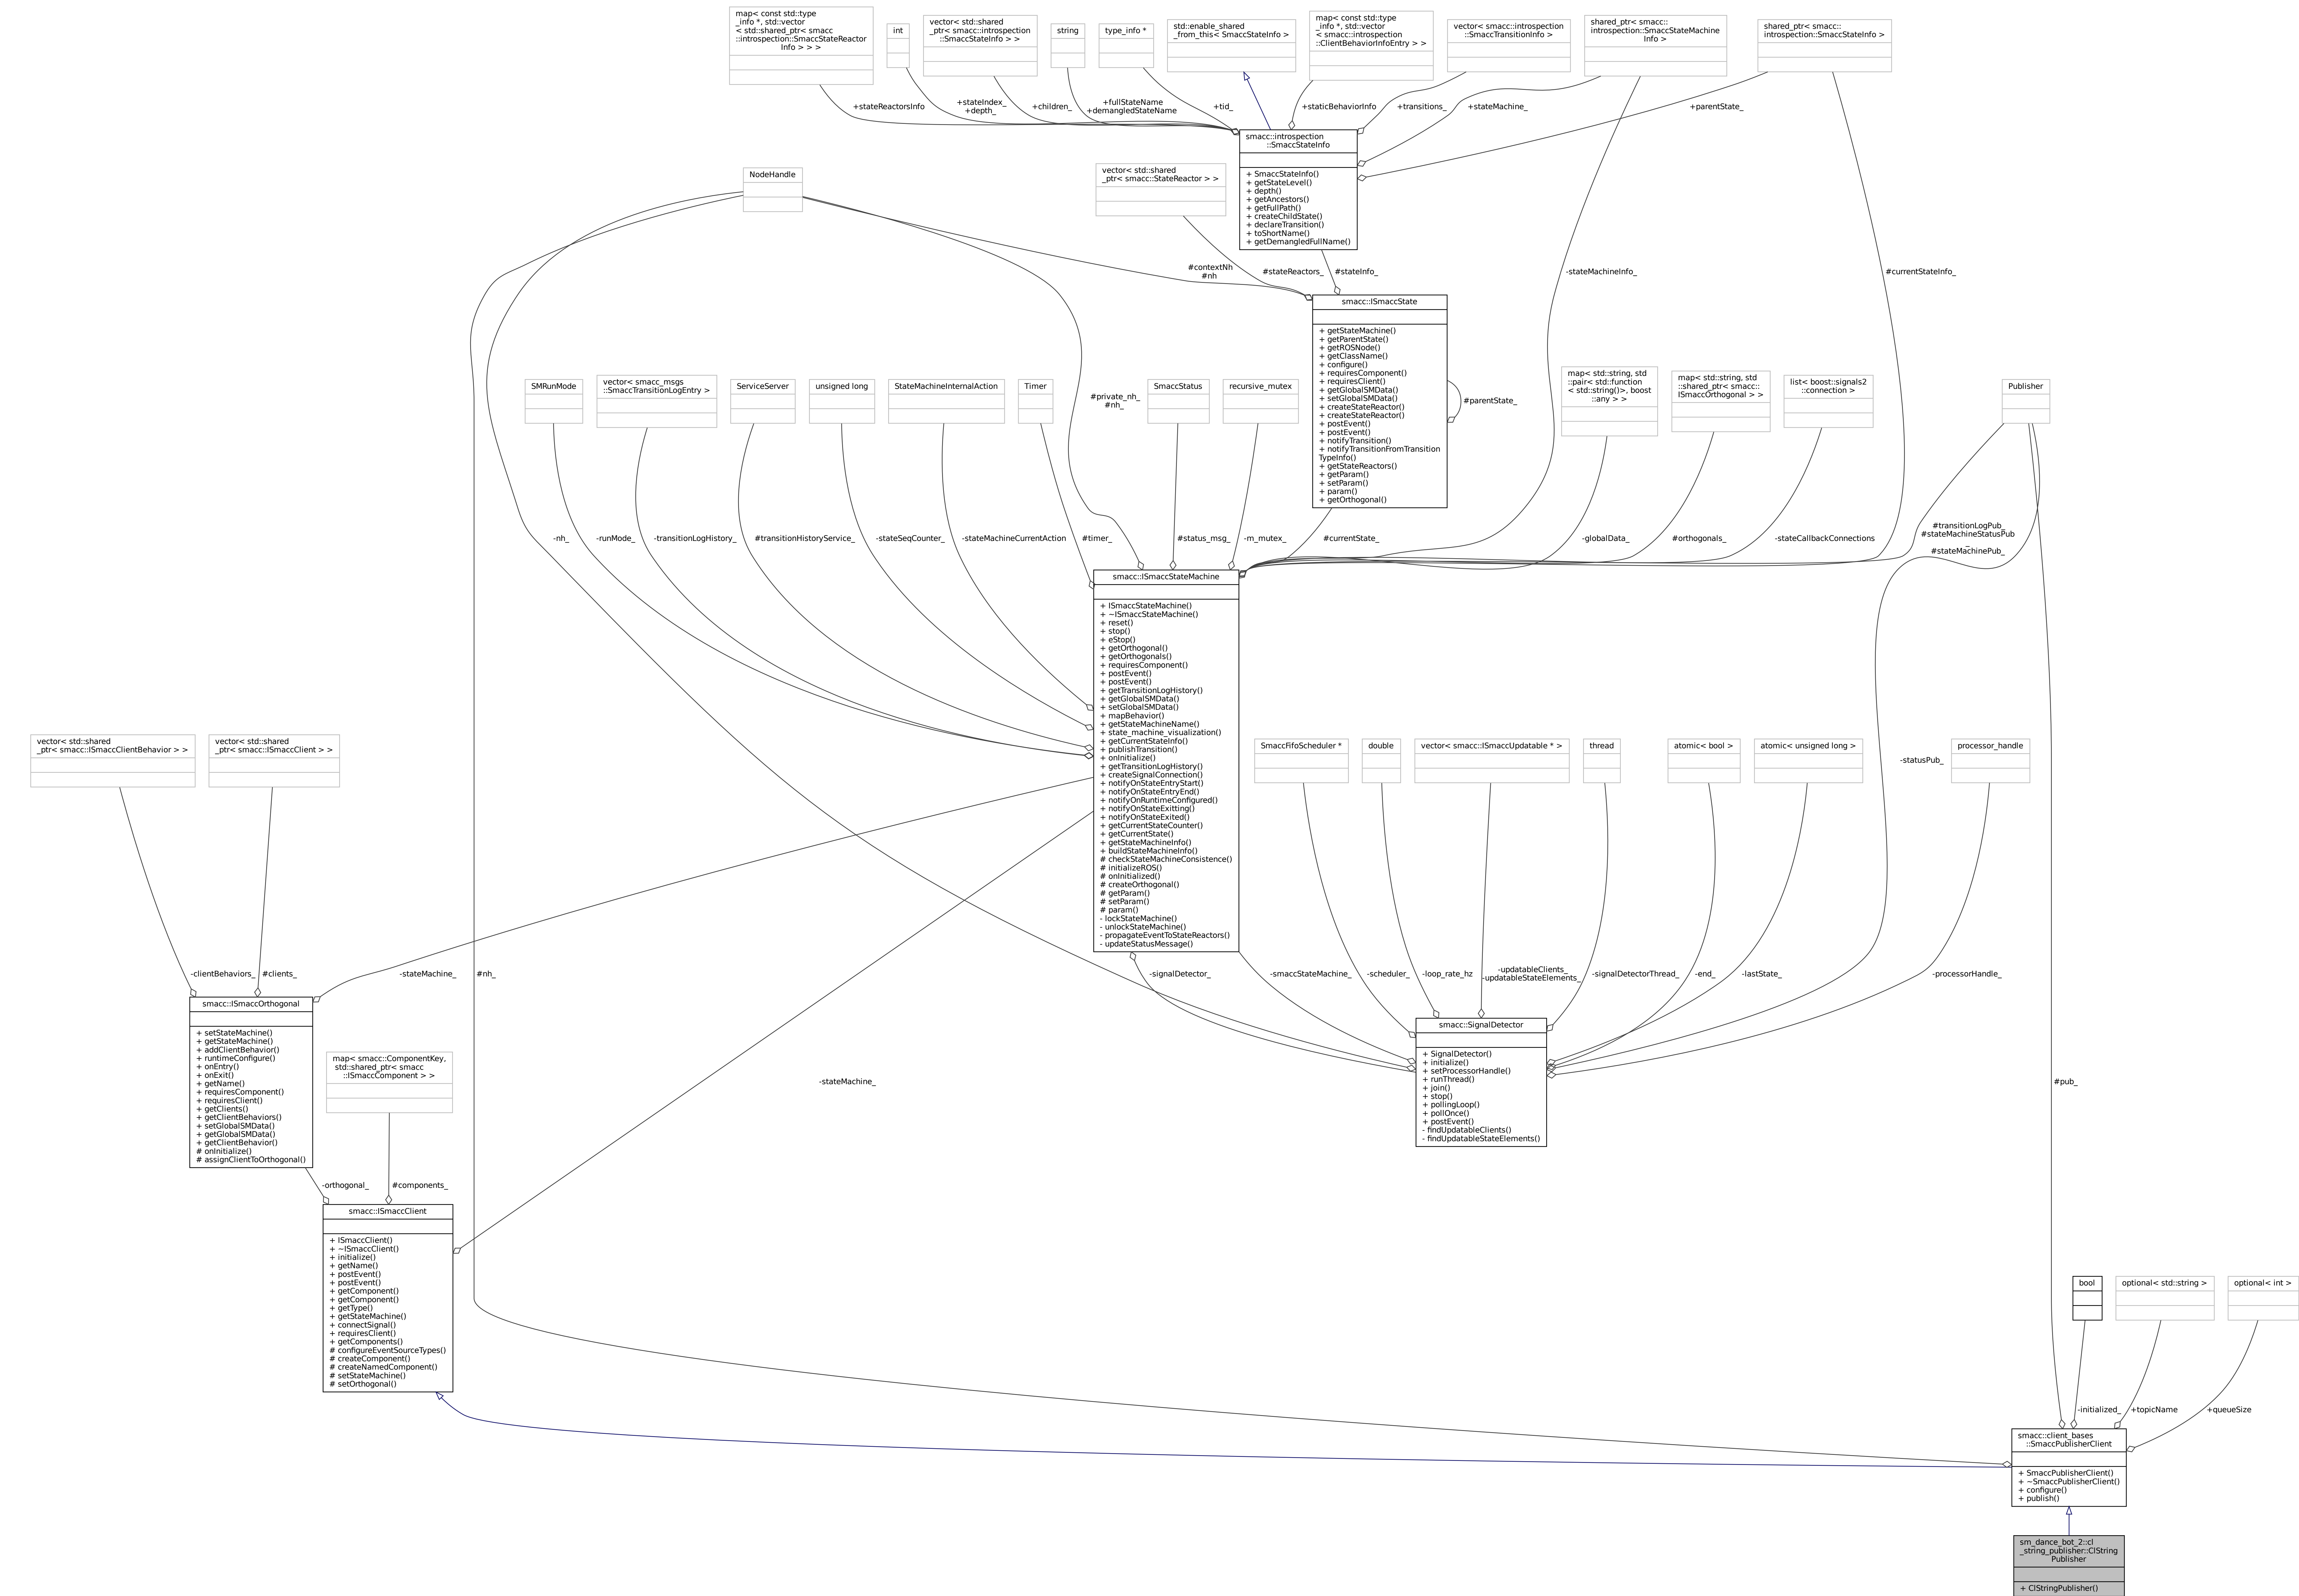 map< const std::type
_info *, std::vector
< std::shared_ptr< smacc
::introspection::SmaccStateReactor
Info > > >
int
vector< std::shared
_ptr< smacc::introspection
::SmaccStateInfo > >
string
type_info *
std::enable_shared
_from_this< SmaccStateInfo >
map< const std::type
_info *, std::vector
< smacc::introspection
::ClientBehaviorInfoEntry > >
vector< smacc::introspection
::SmaccTransitionInfo >
shared_ptr< smacc::
introspection::SmaccStateMachine
Info >
shared_ptr< smacc::
introspection::SmaccStateInfo >
+stateReactorsInfo
+stateIndex_
+depth_
+children_
+fullStateName
+demangledStateName
+tid_
+staticBehaviorInfo
+transitions_
+stateMachine_
+parentState_
smacc::introspection
::SmaccStateInfo
+ SmaccStateInfo()
+ getStateLevel()
+ depth()
+ getAncestors()
+ getFullPath()
+ createChildState()
+ declareTransition()
+ toShortName()
+ getDemangledFullName()
NodeHandle
vector< std::shared
_ptr< smacc::StateReactor > >
#contextNh
#nh
#stateReactors_
#stateInfo_
-stateMachineInfo_
#currentStateInfo_
smacc::ISmaccState
+ getStateMachine()
+ getParentState()
+ getROSNode()
+ getClassName()
+ configure()
+ requiresComponent()
+ requiresClient()
+ getGlobalSMData()
+ setGlobalSMData()
+ createStateReactor()
+ createStateReactor()
+ postEvent()
+ postEvent()
+ notifyTransition()
+ notifyTransitionFromTransition
TypeInfo()
+ getStateReactors()
+ getParam()
+ setParam()
+ param()
+ getOrthogonal()
#parentState_
SMRunMode
vector< smacc_msgs
::SmaccTransitionLogEntry >
ServiceServer
unsigned long
StateMachineInternalAction
Timer
#private_nh_
#nh_
SmaccStatus
recursive_mutex
map< std::string, std
::pair< std::function
< std::string()>, boost
::any > >
map< std::string, std
::shared_ptr< smacc::
ISmaccOrthogonal > >
list< boost::signals2
::connection >
Publisher
-nh_
-runMode_
-transitionLogHistory_
#transitionHistoryService_
-stateSeqCounter_
-stateMachineCurrentAction
#timer_
#status_msg_
-m_mutex_
#currentState_
-globalData_
#orthogonals_
-stateCallbackConnections
#transitionLogPub_
#stateMachineStatusPub
_
#stateMachinePub_
smacc::ISmaccStateMachine
+ ISmaccStateMachine()
+ ~ISmaccStateMachine()
+ reset()
+ stop()
+ eStop()
+ getOrthogonal()
+ getOrthogonals()
+ requiresComponent()
+ postEvent()
+ postEvent()
+ getTransitionLogHistory()
+ getGlobalSMData()
+ setGlobalSMData()
+ mapBehavior()
+ getStateMachineName()
+ state_machine_visualization()
+ getCurrentStateInfo()
+ publishTransition()
+ onInitialize()
+ getTransitionLogHistory()
+ createSignalConnection()
+ notifyOnStateEntryStart()
+ notifyOnStateEntryEnd()
+ notifyOnRuntimeConfigured()
+ notifyOnStateExitting()
+ notifyOnStateExited()
+ getCurrentStateCounter()
+ getCurrentState()
+ getStateMachineInfo()
+ buildStateMachineInfo()
# checkStateMachineConsistence()
# initializeROS()
# onInitialized()
# createOrthogonal()
# getParam()
# setParam()
# param()
- lockStateMachine()
- unlockStateMachine()
- propagateEventToStateReactors()
- updateStatusMessage()
vector< std::shared
_ptr< smacc::ISmaccClientBehavior > >
vector< std::shared
_ptr< smacc::ISmaccClient > >
SmaccFifoScheduler *
double
vector< smacc::ISmaccUpdatable * >
thread
atomic< bool >
atomic< unsigned long >
processor_handle
-statusPub_
-clientBehaviors_
#clients_
-stateMachine_
#nh_
-signalDetector_
-smaccStateMachine_
-scheduler_
-loop_rate_hz
-updatableClients_
-updatableStateElements_
-signalDetectorThread_
-end_
-lastState_
-processorHandle_
smacc::ISmaccOrthogonal
+ setStateMachine()
+ getStateMachine()
+ addClientBehavior()
+ runtimeConfigure()
+ onEntry()
+ onExit()
+ getName()
+ requiresComponent()
+ requiresClient()
+ getClients()
+ getClientBehaviors()
+ setGlobalSMData()
+ getGlobalSMData()
+ getClientBehavior()
# onInitialize()
# assignClientToOrthogonal()
smacc::SignalDetector
+ SignalDetector()
+ initialize()
+ setProcessorHandle()
+ runThread()
+ join()
+ stop()
+ pollingLoop()
+ pollOnce()
+ postEvent()
- findUpdatableClients()
- findUpdatableStateElements()
map< smacc::ComponentKey,
std::shared_ptr< smacc
::ISmaccComponent > >
-stateMachine_
#pub_
-orthogonal_
#components_
smacc::ISmaccClient
+ ISmaccClient()
+ ~ISmaccClient()
+ initialize()
+ getName()
+ postEvent()
+ postEvent()
+ getComponent()
+ getComponent()
+ getType()
+ getStateMachine()
+ connectSignal()
+ requiresClient()
+ getComponents()
# configureEventSourceTypes()
# createComponent()
# createNamedComponent()
# setStateMachine()
# setOrthogonal()
bool
optional< std::string >
optional< int >
-initialized_
+topicName
+queueSize
smacc::client_bases
::SmaccPublisherClient
+ SmaccPublisherClient()
+ ~SmaccPublisherClient()
+ configure()
+ publish()
sm_dance_bot_2::cl
_string_publisher::ClString
Publisher
+ ClStringPublisher()